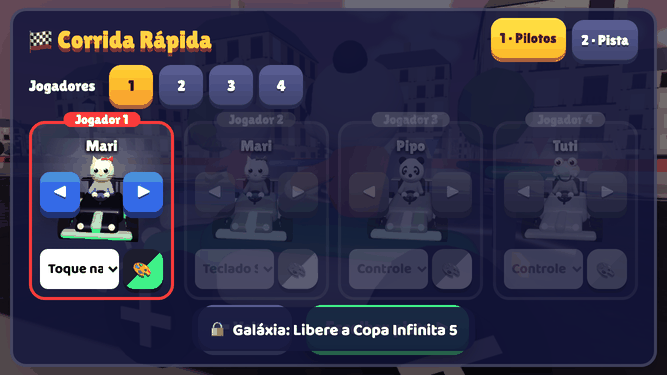 Corrida Rápida
1 · Pilotos
2 · Pista
Jogadores
1
2
3
4
Jogador 1
Jogador 2
Jogador 3
Jogador 4
Mari
Mari
Pipo
Tuti
Toque na
Teclado
Controle
Controle
Galáxia: Libere a Copa Infinita 5